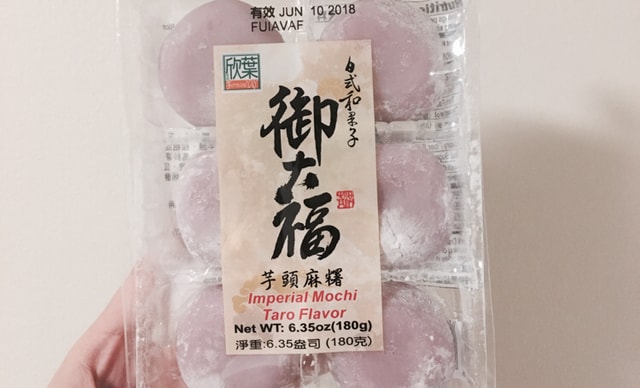 有效 JUN 10 2018
FUIAVAF
Nutritio
欣葉
日式和菓子
御大福
芋頭麻糬
Imperial Mochi
Taro Flavor
Net WT: 6.35oz(180g)
淨重:6.35盎司 (180克)